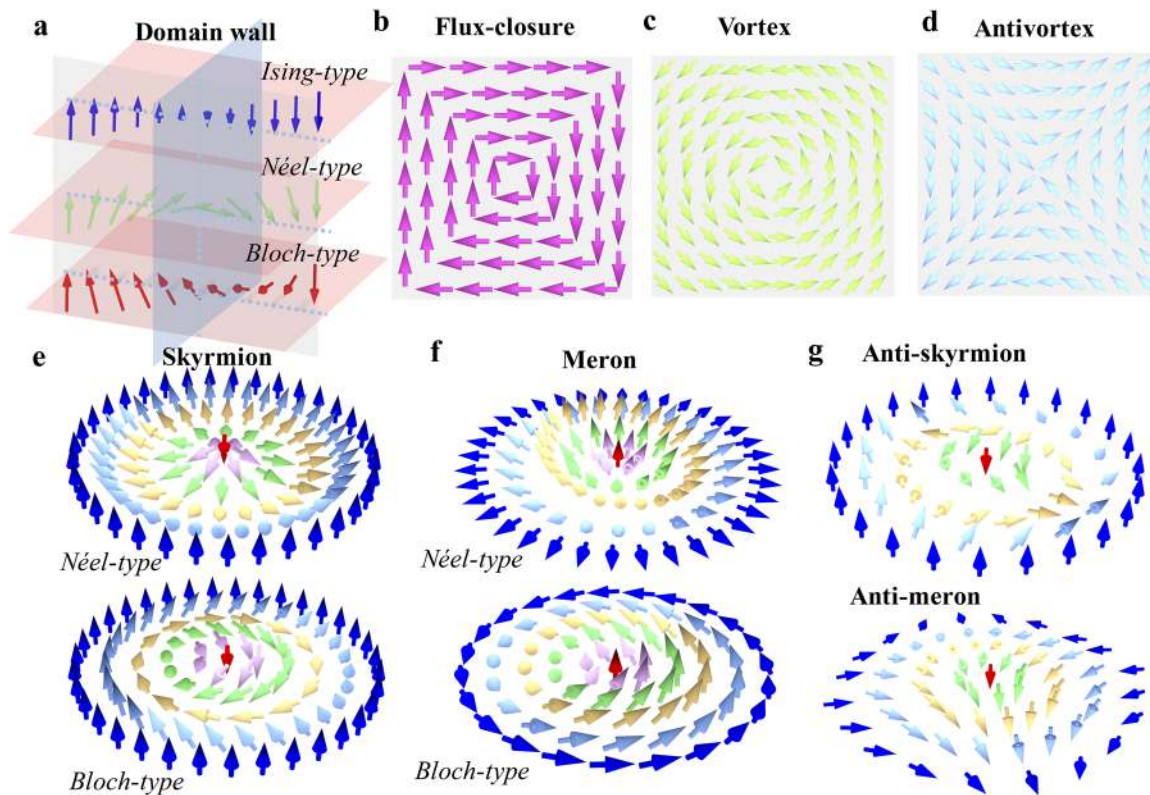 a
Domain wall
Ising-type
Néel-type
Bloch-type
b
Flux-closure
c
Vortex
d
Antivortex
e
Skyrmion
Néel-type
Bloch-type
f
Meron
Néel-type
Bloch-type
g
Anti-skyrmion
Anti-meron